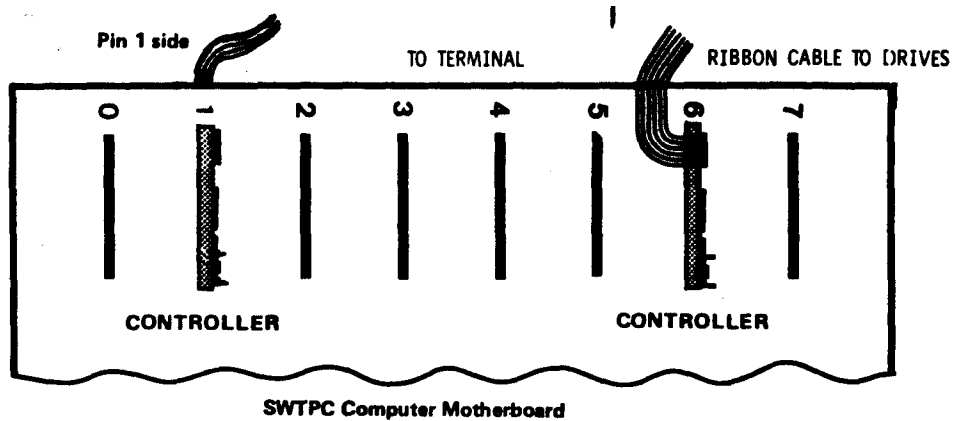 Pin 1 side
TO TERMINAL
RIBBON CABLE TO DRIVES
0 1 2 3 4 5 6 7
CONTROLLER
CONTROLLER
SWTPC Computer Motherboard